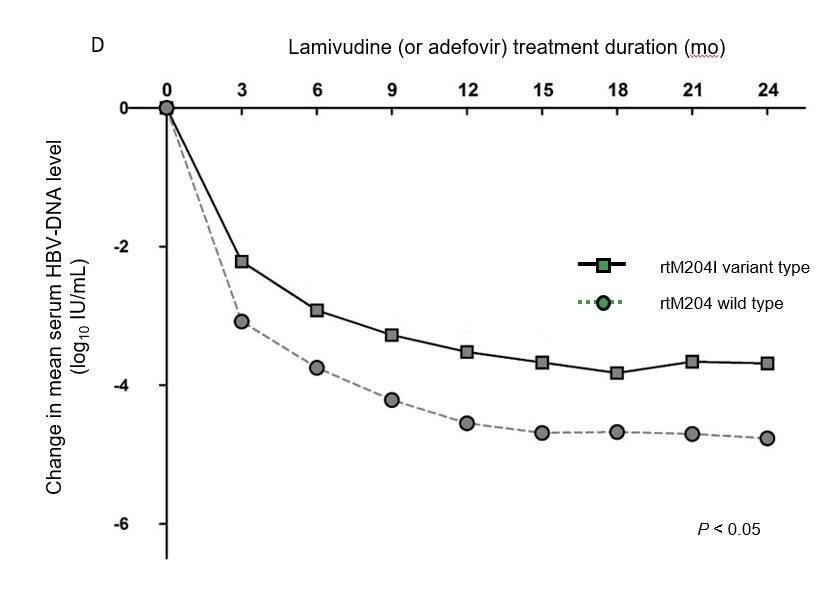 D
Lamivudine (or adefovir) treatment duration (mo)
0 3 6 9 12 15 18 21 24
0
-2
-4
-6
Change in mean serum HBV-DNA level
(log10 IU/mL)
rtM204I variant type
rtM204 wild type
P < 0.05